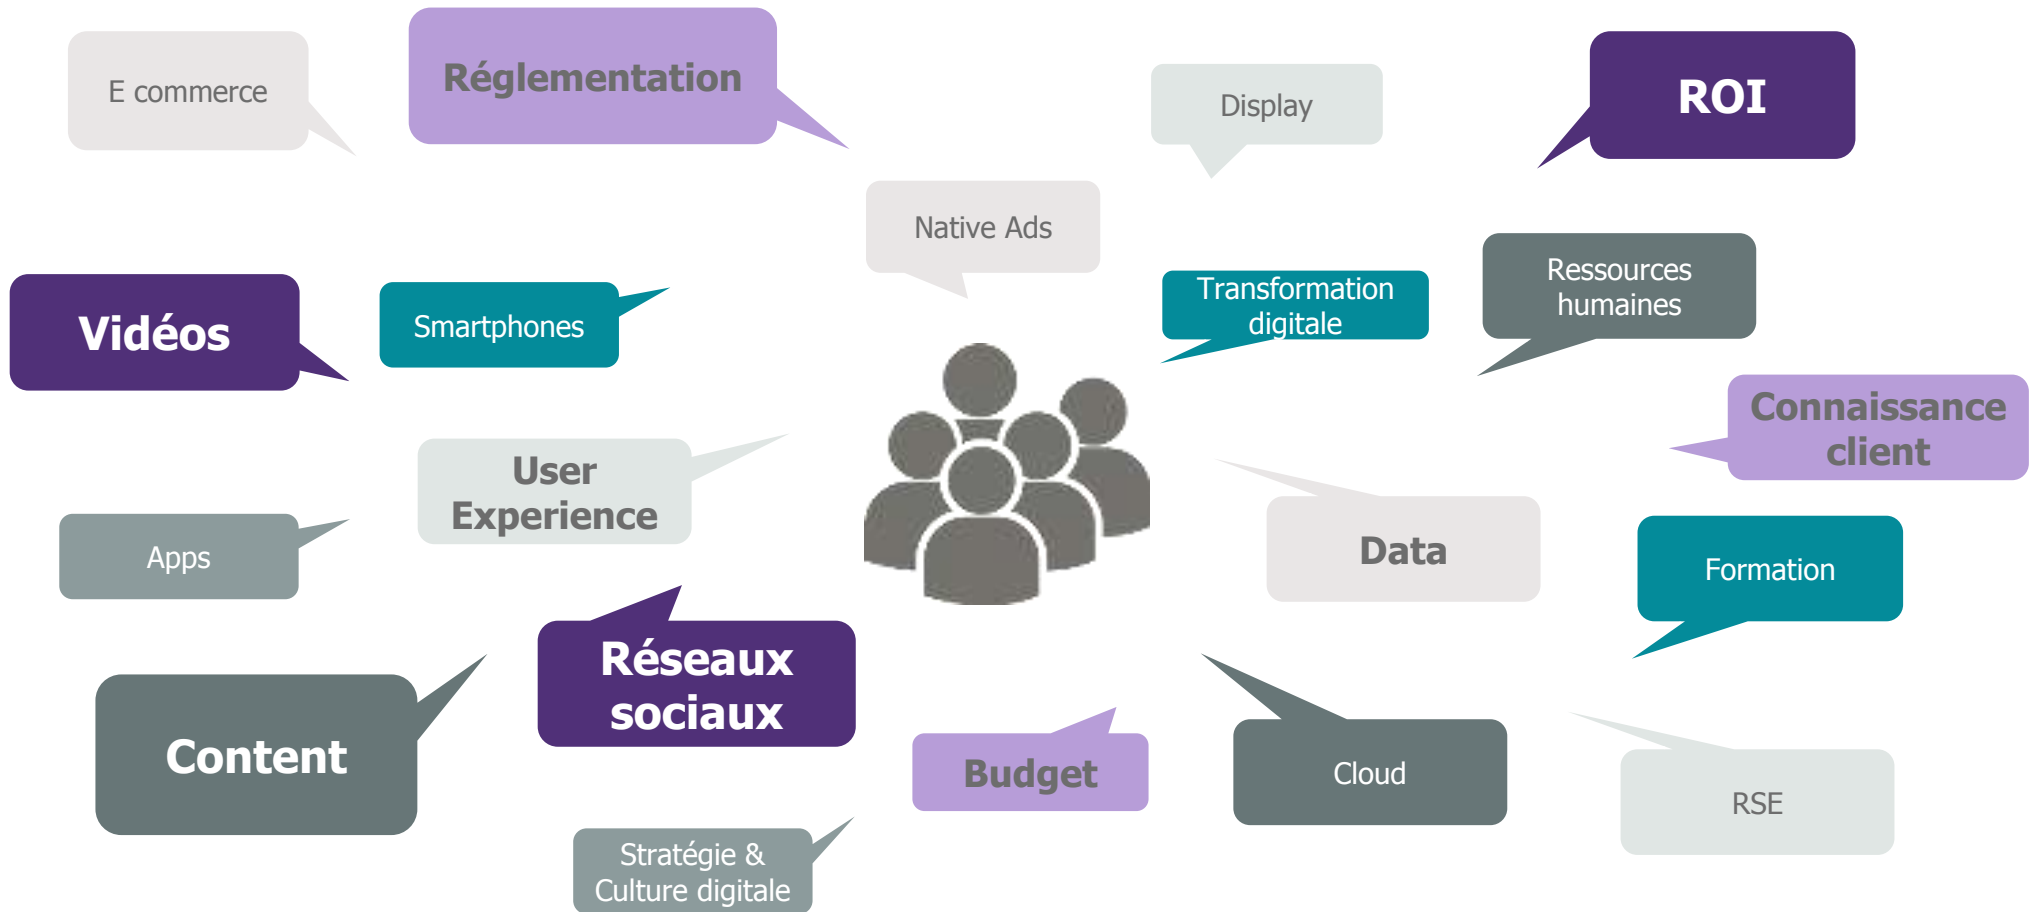 E commerce
Réglementation
Display
ROI
Native Ads
Ressources
humaines
Transformation
digitale
Vidéos
Smartphones
Connaissance
client
User
Experience
Apps
Data
Formation
Réseaux
sociaux
Content
Budget
Cloud
RSE
Stratégie &
Culture digitale